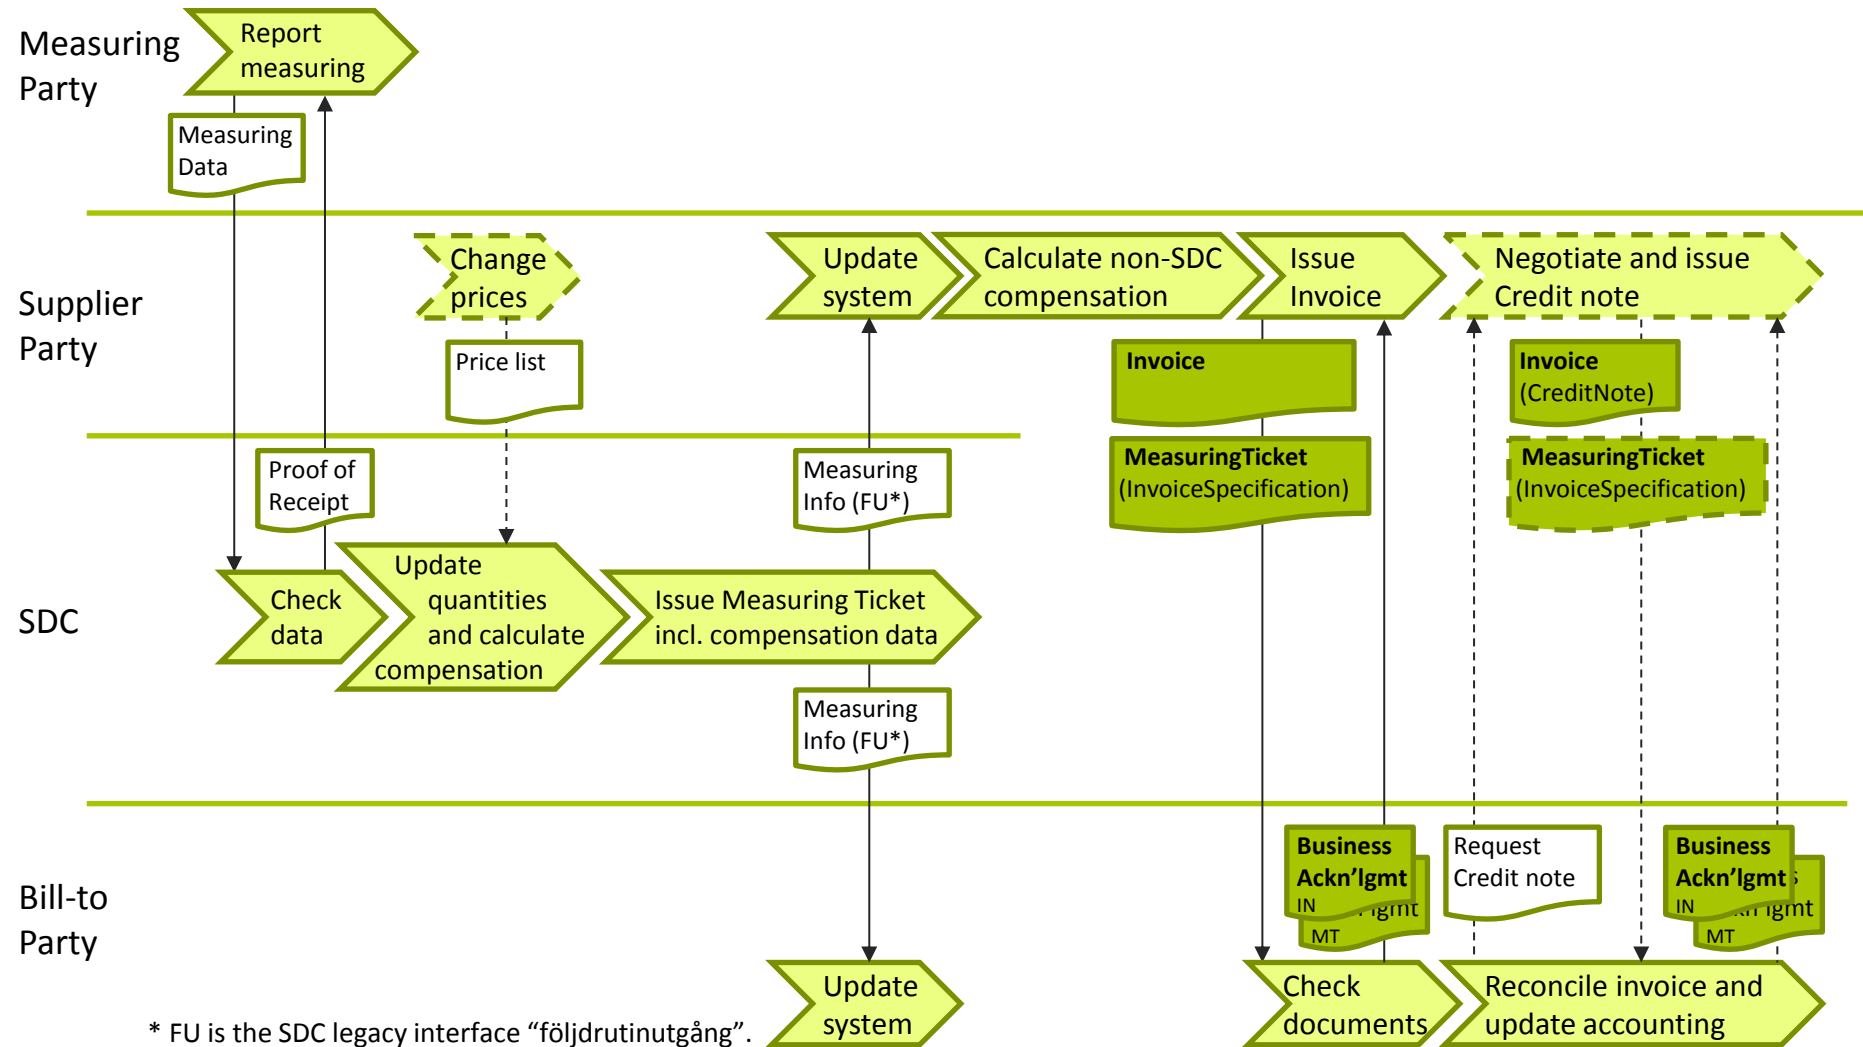 Measuring
Party
Report
measuring
Measuring
Data
Supplier
Party
Change
prices
Price list
Update
system
Calculate non-SDC
compensation
Issue
Invoice
Negotiate and issue
Credit note
Invoice
Invoice
(CreditNote)
MeasuringTicket
(InvoiceSpecification)
MeasuringTicket
(InvoiceSpecification)
Proof of
Receipt
Measuring
Info (FU*)
SDC
Check
data
Update
quantities
and calculate
compensation
Issue Measuring Ticket
incl. compensation data
Measuring
Info (FU*)
Bill-to
Party
Business
Ackn’lgmt
IN
MT
Request
Credit note
Business
Ackn’lgmt
IN
MT
Update
system
Check
documents
Reconcile invoice and
update accounting
* FU is the SDC legacy interface “följdrutinutgång”.